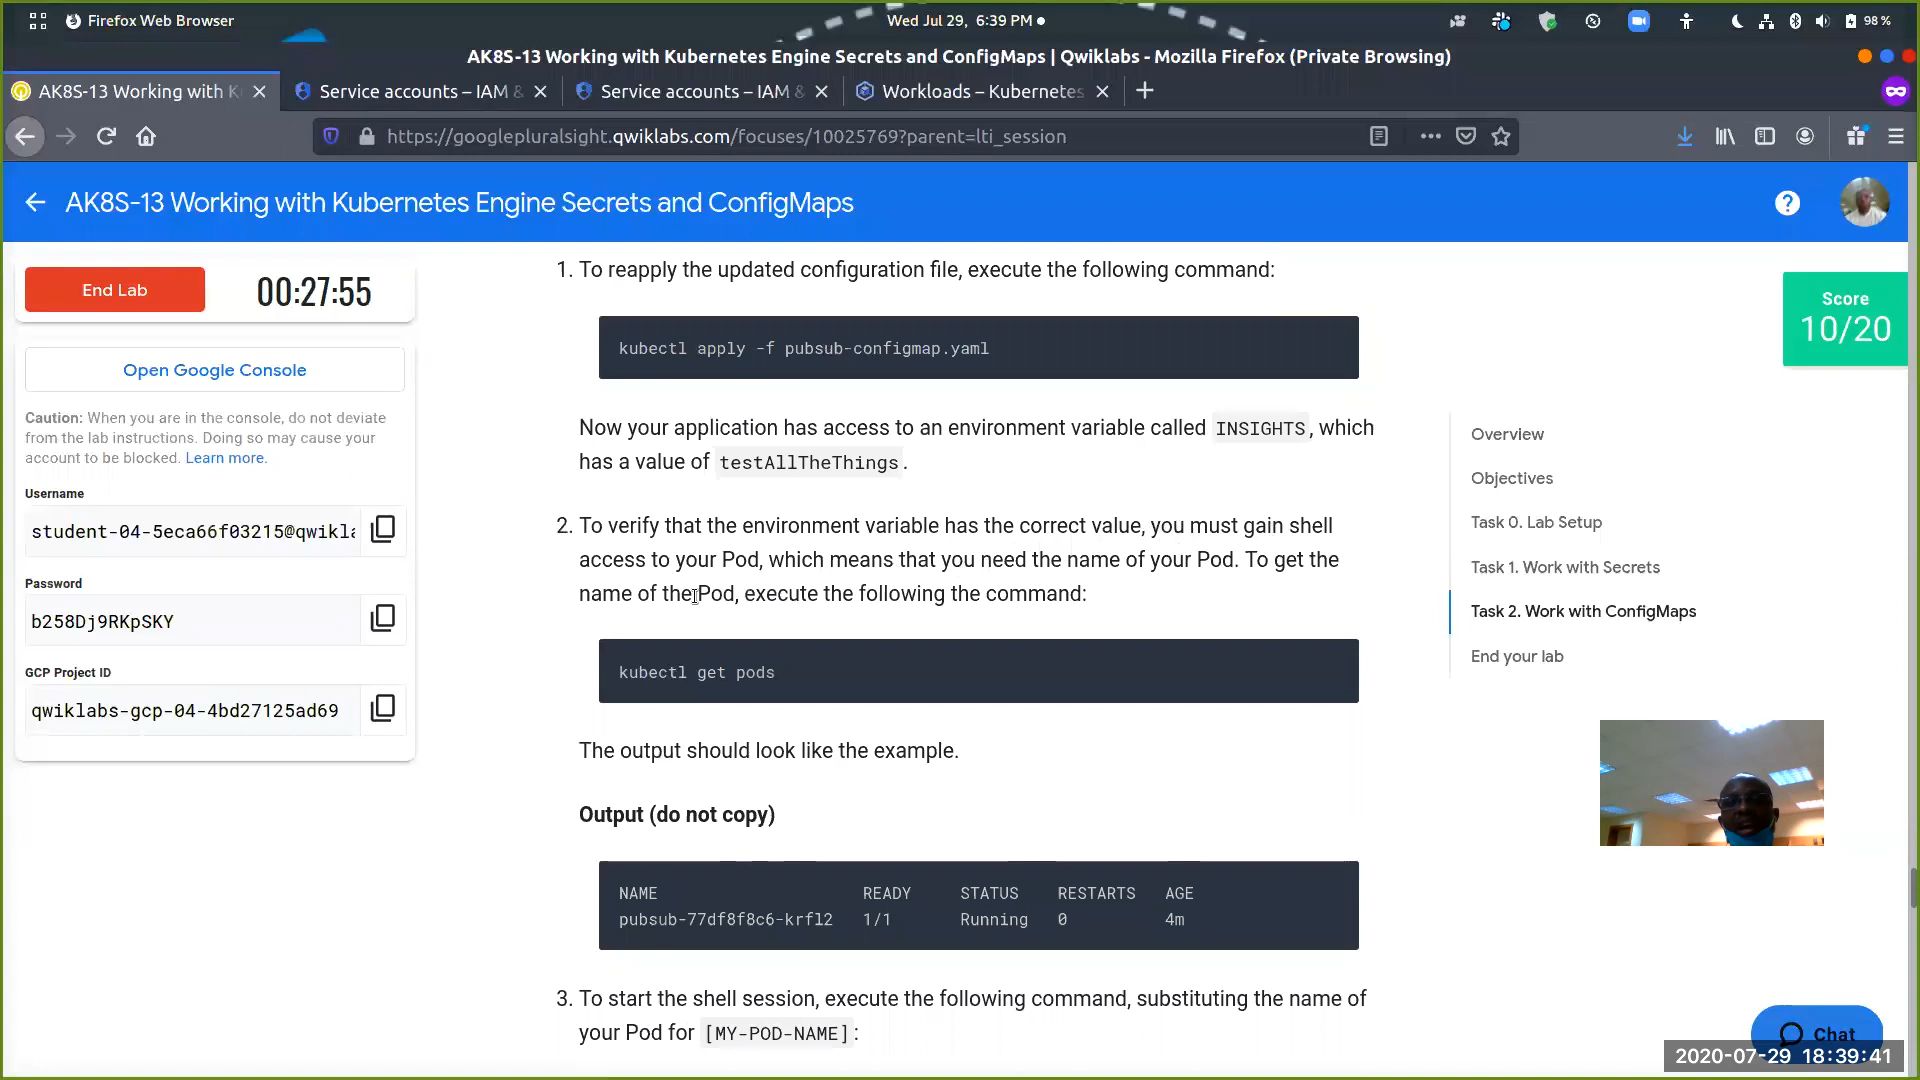 Firefox Web Browser
Wed Jul 29, 6:39 PM
98 %
AK8S-13 Working with Kubernetes Engine Secrets and ConfigMaps | Qwiklabs - Mozilla Firefox (Private Browsing)
AK8S-13 Working with K
Service accounts – IAM &
Service accounts – IAM &
Workloads – Kubernetes
https://googlepluralsight.qwiklabs.com/focuses/10025769?parent=lti_session
AK8S-13 Working with Kubernetes Engine Secrets and ConfigMaps
End Lab
00:27:55
Open Google Console
Caution: When you are in the console, do not deviate
from the lab instructions. Doing so may cause your
account to be blocked. Learn more.
Username
student-04-5eca66f03215@qwikla
Password
b258Dj9RKpSKY
GCP Project ID
qwiklabs-gcp-04-4bd27125ad69
1. To reapply the updated configuration file, execute the following command:
kubectl apply -f pubsub-configmap.yaml
Now your application has access to an environment variable called INSIGHTS, which
has a value of testAllTheThings.
2. To verify that the environment variable has the correct value, you must gain shell
access to your Pod, which means that you need the name of your Pod. To get the
name of the Pod, execute the following the command:
kubectl get pods
The output should look like the example.
Output (do not copy)
NAME READY STATUS RESTARTS AGE
pubsub-77df8f8c6-krfl2 1/1 Running 0 4m
3. To start the shell session, execute the following command, substituting the name of
your Pod for [MY-POD-NAME]:
Score
10/20
Overview
Objectives
Task 0. Lab Setup
Task 1. Work with Secrets
Task 2. Work with ConfigMaps
End your lab
Chat
2020-07-29 18:39:41